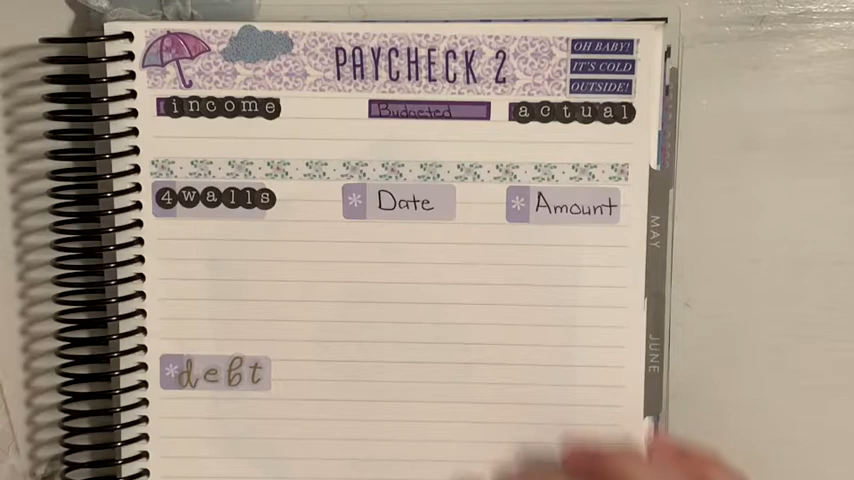 PAYCHECK 2
OH BABY!
IT'S COLD
OUTSIDE!
income Budgeted actual
4walls * Date * Amount
*debt
MAY
JUNE